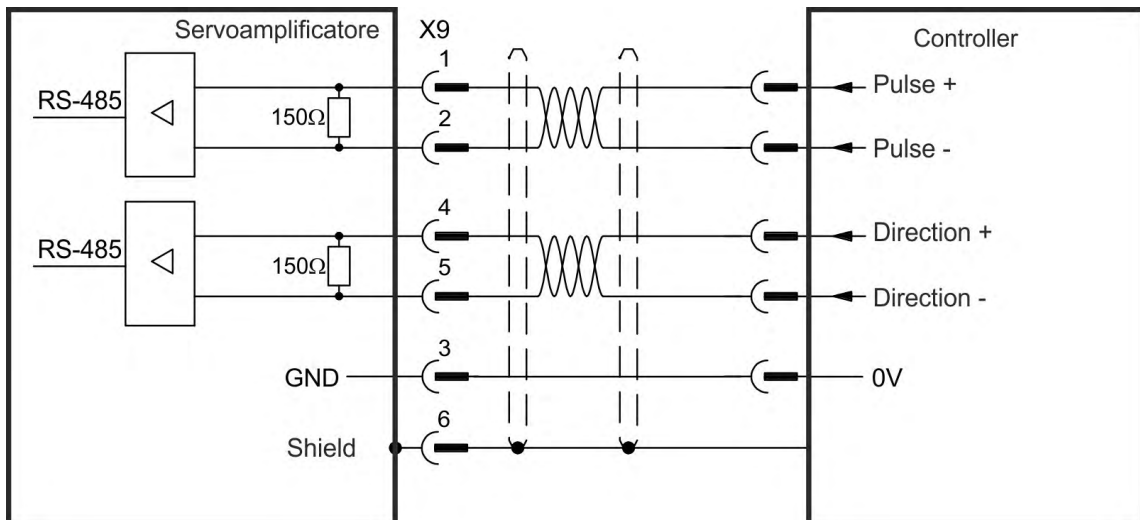 Servoamplificatore
X9
Controller
1
RS-485
150Ω
Pulse +
2
Pulse -
4
Direction +
RS-485
150Ω
5
Direction -
3
GND
0V
6
Shield